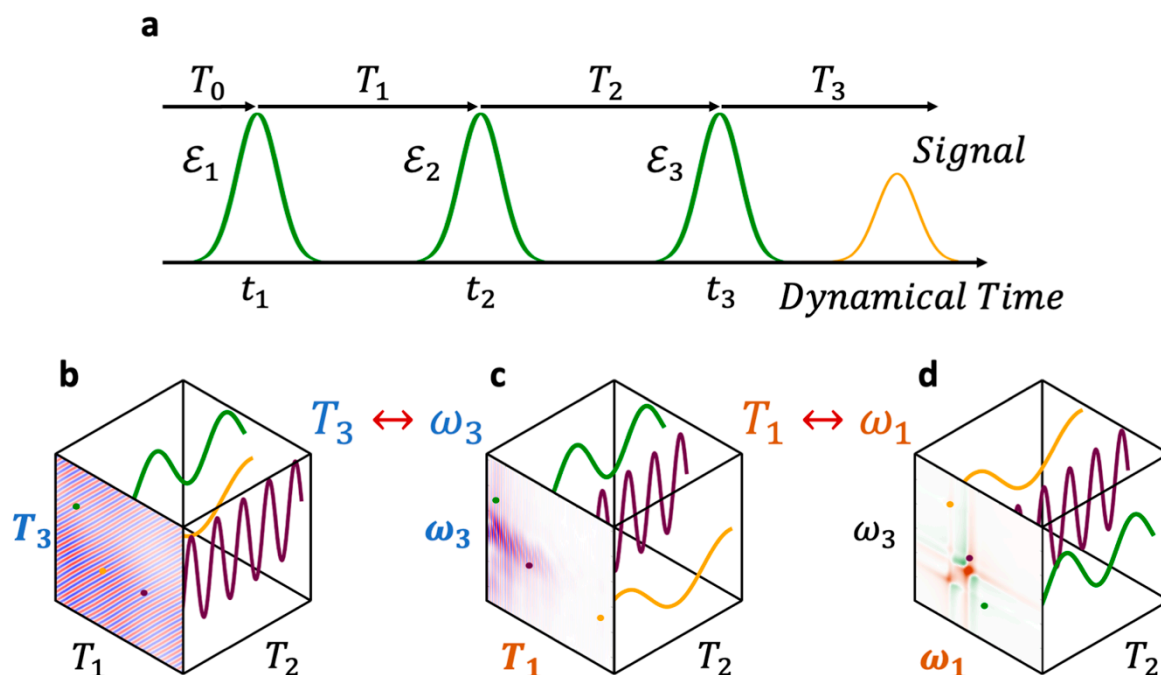 a
T₀ T₁ T₂ T₃
ℰ₁ ℰ₂ ℰ₃ Signal
t₁ t₂ t₃ Dynamical Time
b c d
T₃ ↔ ω₃ T₁ ↔ ω₁
T₃ ω₃ ω₃
T₁ T₂ T₁ T₂ ω₁ T₂